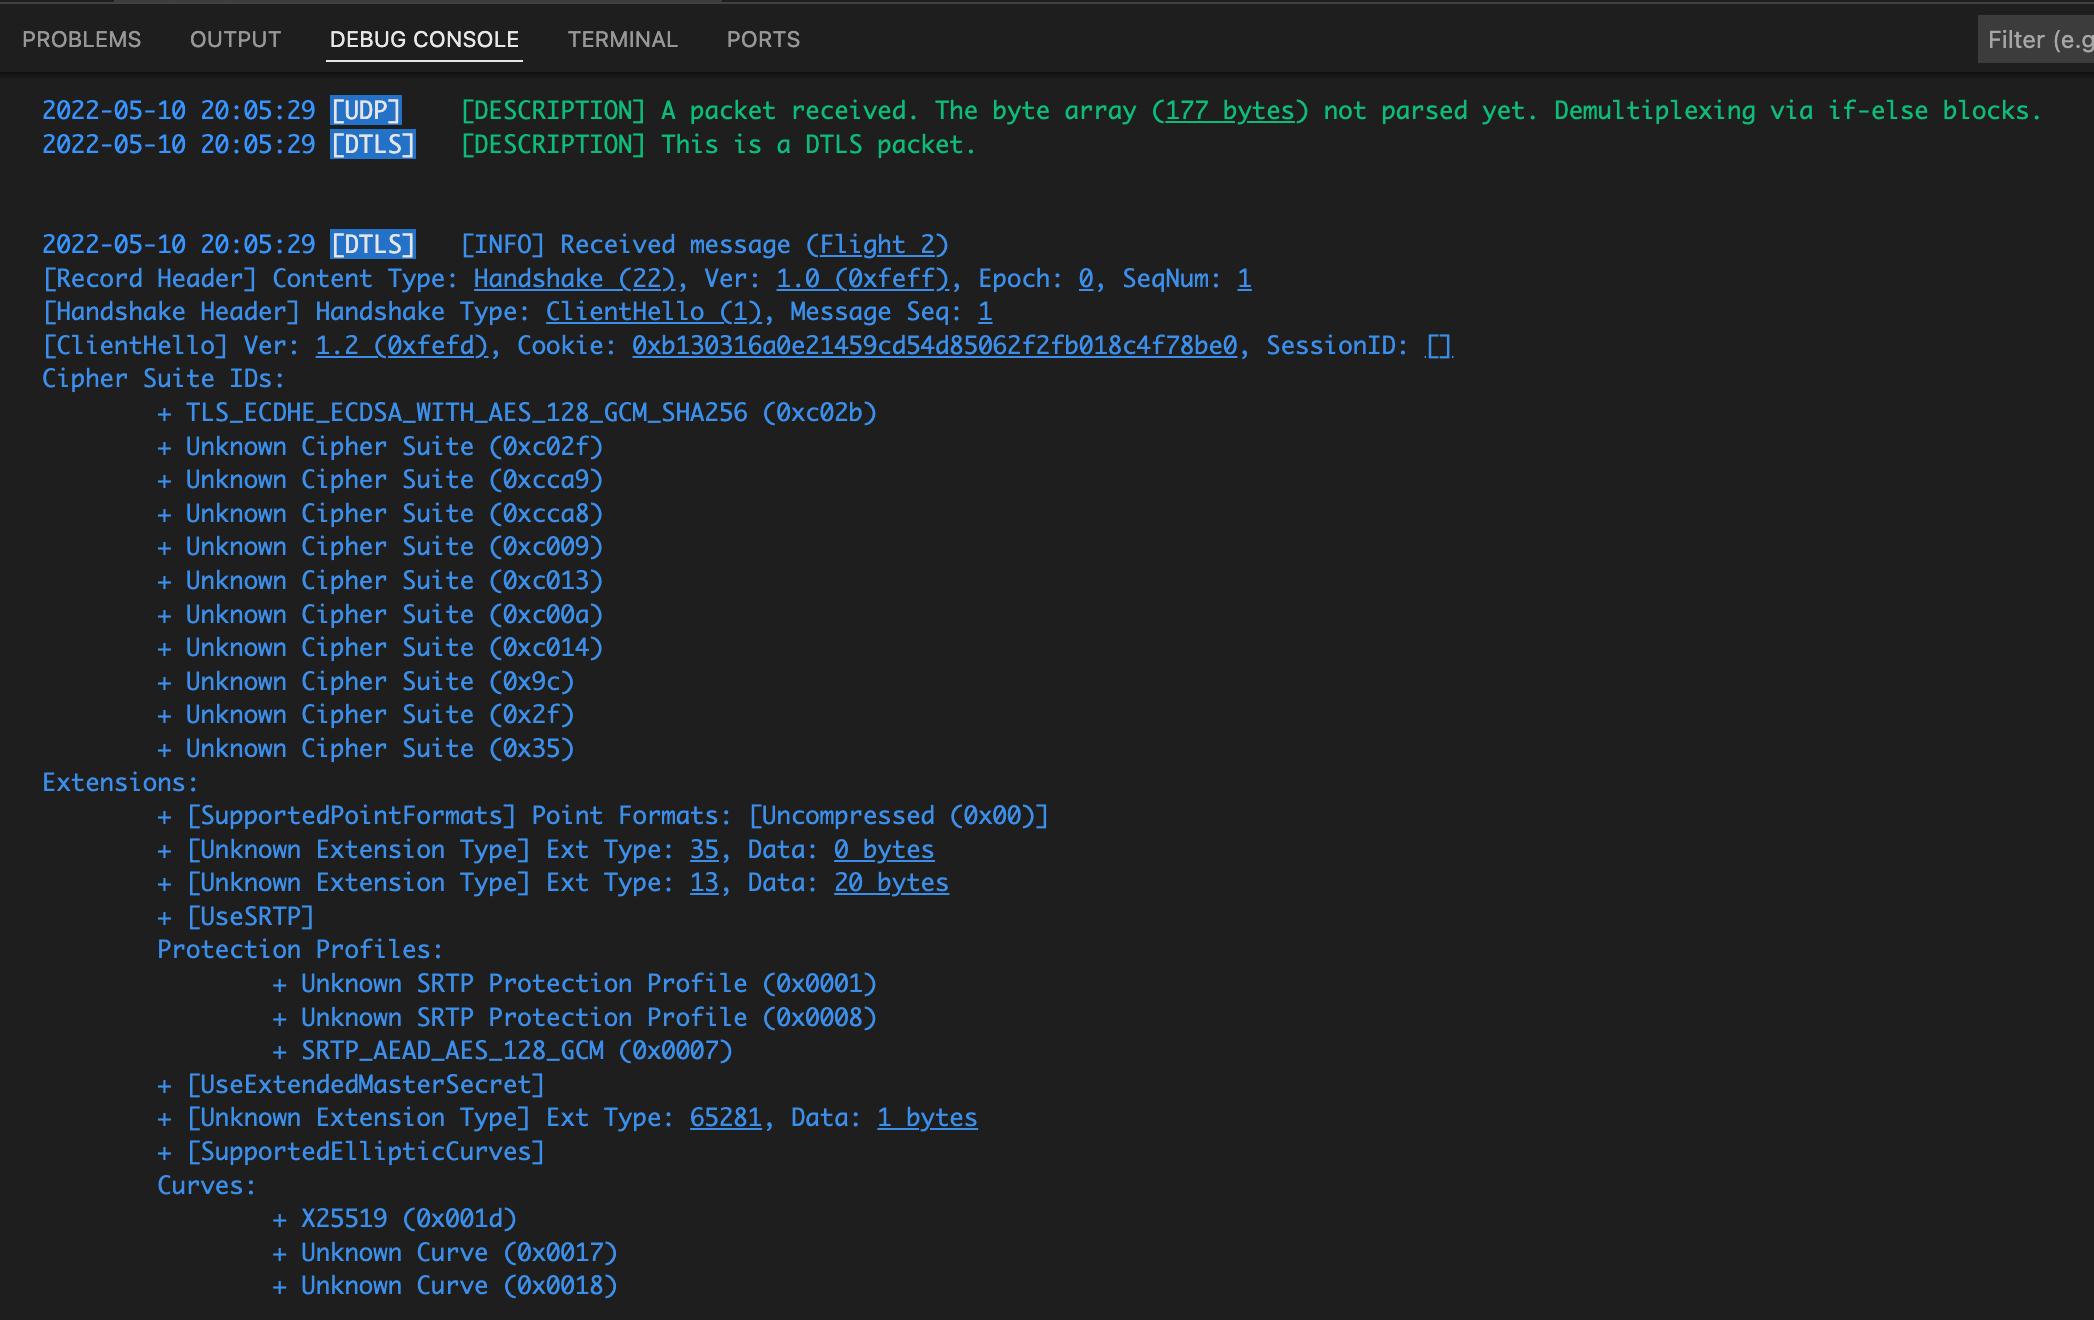 PROBLEMS OUTPUT DEBUG CONSOLE TERMINAL PORTS Filter (e.g
2022-05-10 20:05:29 [UDP] [DESCRIPTION] A packet received. The byte array (177 bytes) not parsed yet. Demultiplexing via if-else blocks.
2022-05-10 20:05:29 [DTLS] [DESCRIPTION] This is a DTLS packet.
2022-05-10 20:05:29 [DTLS] [INFO] Received message (Flight 2)
[Record Header] Content Type: Handshake (22), Ver: 1.0 (0xfeff), Epoch: 0, SeqNum: 1
[Handshake Header] Handshake Type: ClientHello (1), Message Seq: 1
[ClientHello] Ver: 1.2 (0xfefd), Cookie: 0xb130316a0e21459cd54d85062f2fb018c4f78be0, SessionID: []
Cipher Suite IDs:
+ TLS_ECDHE_ECDSA_WITH_AES_128_GCM_SHA256 (0xc02b)
+ Unknown Cipher Suite (0xc02f)
+ Unknown Cipher Suite (0xcca9)
+ Unknown Cipher Suite (0xcca8)
+ Unknown Cipher Suite (0xc009)
+ Unknown Cipher Suite (0xc013)
+ Unknown Cipher Suite (0xc00a)
+ Unknown Cipher Suite (0xc014)
+ Unknown Cipher Suite (0x9c)
+ Unknown Cipher Suite (0x2f)
+ Unknown Cipher Suite (0x35)
Extensions:
+ [SupportedPointFormats] Point Formats: [Uncompressed (0x00)]
+ [Unknown Extension Type] Ext Type: 35, Data: 0 bytes
+ [Unknown Extension Type] Ext Type: 13, Data: 20 bytes
+ [UseSRTP]
Protection Profiles:
+ Unknown SRTP Protection Profile (0x0001)
+ Unknown SRTP Protection Profile (0x0008)
+ SRTP_AEAD_AES_128_GCM (0x0007)
+ [UseExtendedMasterSecret]
+ [Unknown Extension Type] Ext Type: 65281, Data: 1 bytes
+ [SupportedEllipticCurves]
Curves:
+ X25519 (0x001d)
+ Unknown Curve (0x0017)
+ Unknown Curve (0x0018)